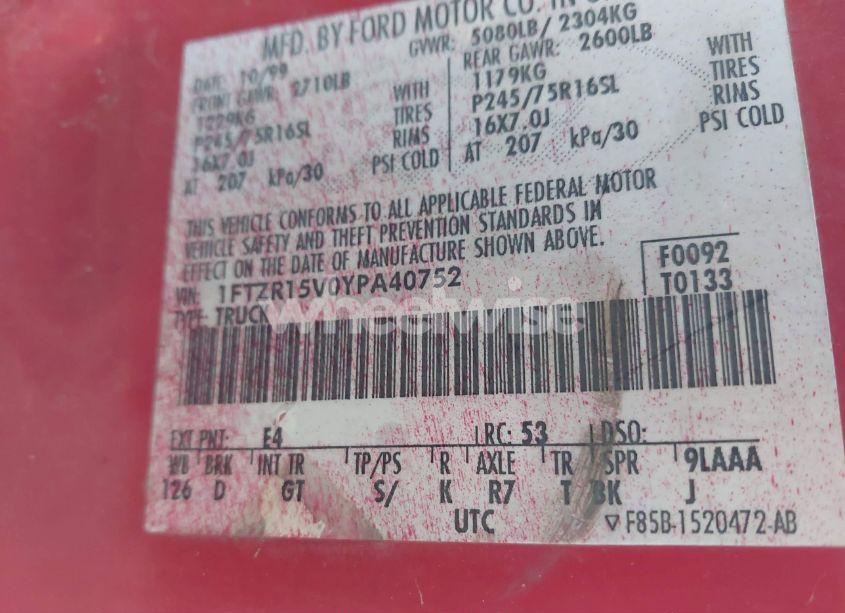 MFD. BY FORD MOTOR CO. IN
DATE: 10/99 GVWR: 5080LB/ 2304KG
FRONT GAWR: 2710LB REAR GAWR: 2600LB
1229KG WITH 1179KG WITH
P245/75R16SL TIRES P245/75R16SL TIRES
16X7.0J RIMS 16X7.0J RIMS
AT 207 kPa/30 PSI COLD AT 207 kPa/30 PSI COLD
THIS VEHICLE CONFORMS TO ALL APPLICABLE FEDERAL MOTOR
VEHICLE SAFETY AND THEFT PREVENTION STANDARDS IN
EFFECT ON THE DATE OF MANUFACTURE SHOWN ABOVE.
F0092
VIN: 1FTZR15V0YPA40752 T0133
TYPE: TRUCK
wheelwise
EXT PNT: E4 RC: 53 DSO:
WB BRK INT TR TP/PS R AXLE TR SPR 9LAAA
126 D GT S/ K R7 T BK J
UTC ▽ F85B-1520472-AB